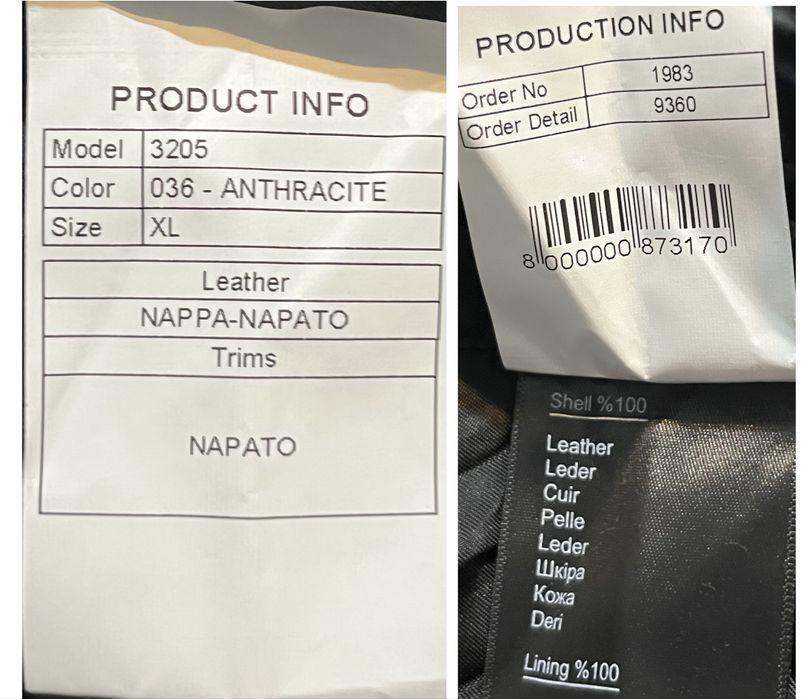 PRODUCT INFO
Model 3205
Color 036 - ANTHRACITE
Size XL
Leather
NAPPA-NAPATO
Trims
NAPATO
PRODUCTION INFO
Order No 1983
Order Detail 9360
8 000000 873170
Shell %100
Leather
Leder
Cuir
Pelle
Leder
Шкіра
Кожа
Deri
Lining %100